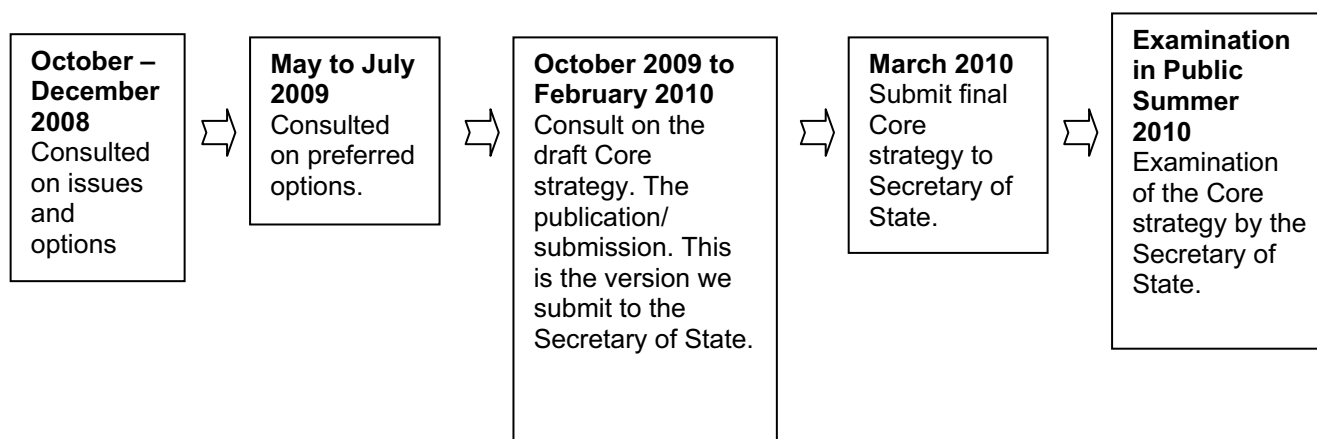 October –
December
2008
Consulted
on issues
and
options
May to July
2009
Consulted
on preferred
options.
October 2009 to
February 2010
Consult on the
draft Core
strategy. The
publication/
submission. This
is the version we
submit to the
Secretary of State.
March 2010
Submit final
Core
strategy to
Secretary of
State.
Examination
in Public
Summer
2010
Examination
of the Core
strategy by the
Secretary of
State.